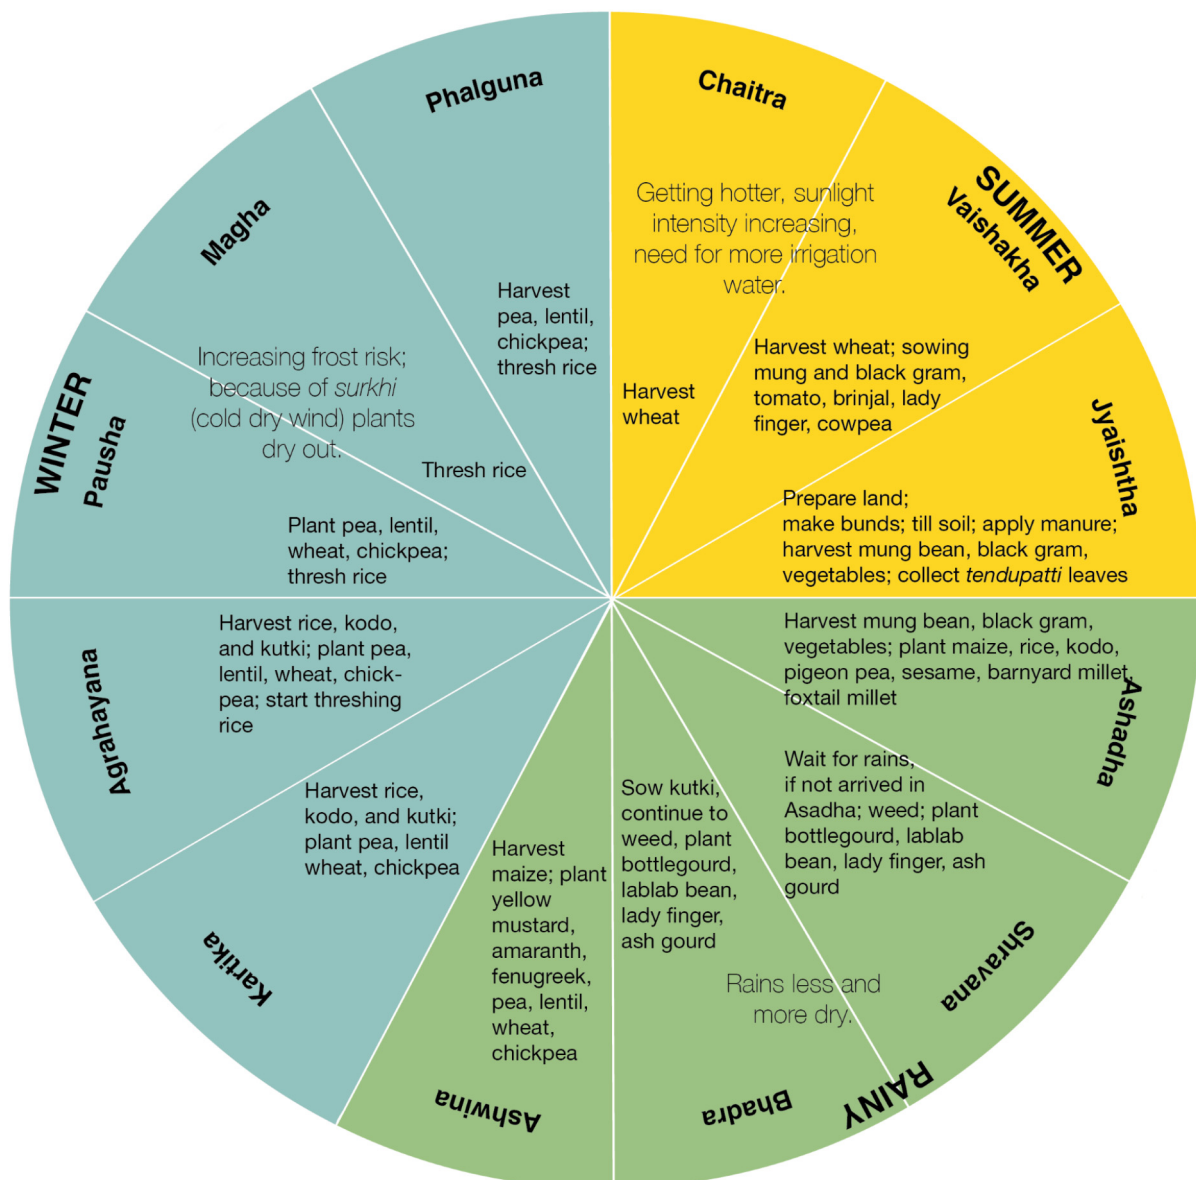 Phalguna
Harvest
pea, lentil,
chickpea;
thresh rice
Chaitra
Getting hotter, sunlight
intensity increasing,
need for more irrigation
water.
Harvest
wheat
SUMMER
Vaishakha
Harvest wheat; sowing
mung and black gram,
tomato, brinjal, lady
finger, cowpea
Jyaishtha
Prepare land;
make bunds; till soil; apply manure;
harvest mung bean, black gram,
vegetables; collect tendupatti leaves
Ashadha
Harvest mung bean, black gram,
vegetables; plant maize, rice, kodo,
pigeon pea, sesame, barnyard millet,
foxtail millet
Shravana
Wait for rains,
if not arrived in
Asadha; weed; plant
bottlegourd, lablab
bean, lady finger, ash
gourd
RAINY
Rains less and
more dry.
Bhadra
Sow kutki,
continue to
weed, plant
bottlegourd,
lablab bean,
lady finger,
ash gourd
Ashwina
Harvest
maize; plant
yellow
mustard,
amaranth,
fenugreek,
pea, lentil,
wheat,
chickpea
Kartika
Harvest rice,
kodo, and kutki;
plant pea, lentil
wheat, chickpea
Agrahayana
Harvest rice, kodo,
and kutki; plant pea,
lentil, wheat, chick-
pea; start threshing
rice
WINTER
Pausha
Plant pea, lentil,
wheat, chickpea;
thresh rice
Magha
Increasing frost risk;
because of surkhi
(cold dry wind) plants
dry out.
Thresh rice